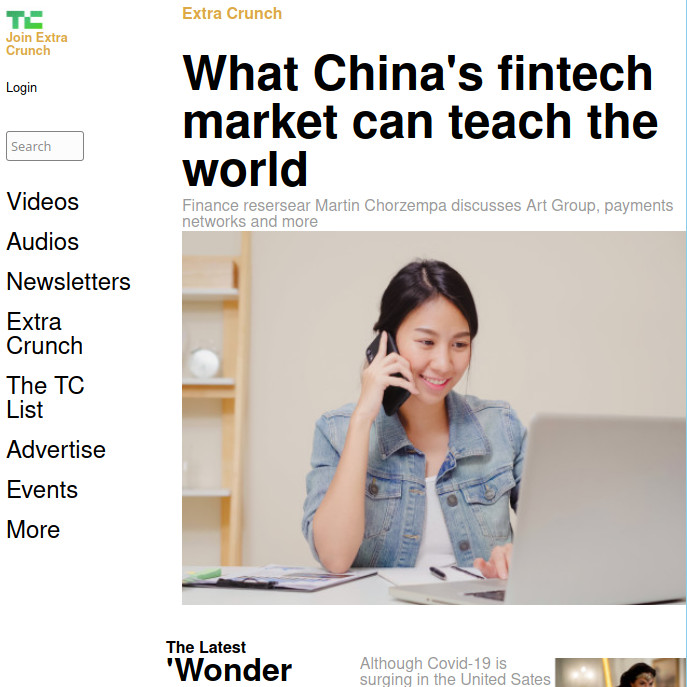 TC
Join Extra
Crunch
Login
Search
Videos
Audios
Newsletters
Extra
Crunch
The TC
List
Advertise
Events
More
Extra Crunch
What China's fintech
market can teach the
world
Finance resersear Martin Chorzempa discusses Art Group, payments
networks and more
The Latest
'Wonder
Although Covid-19 is
surging in the United Sates